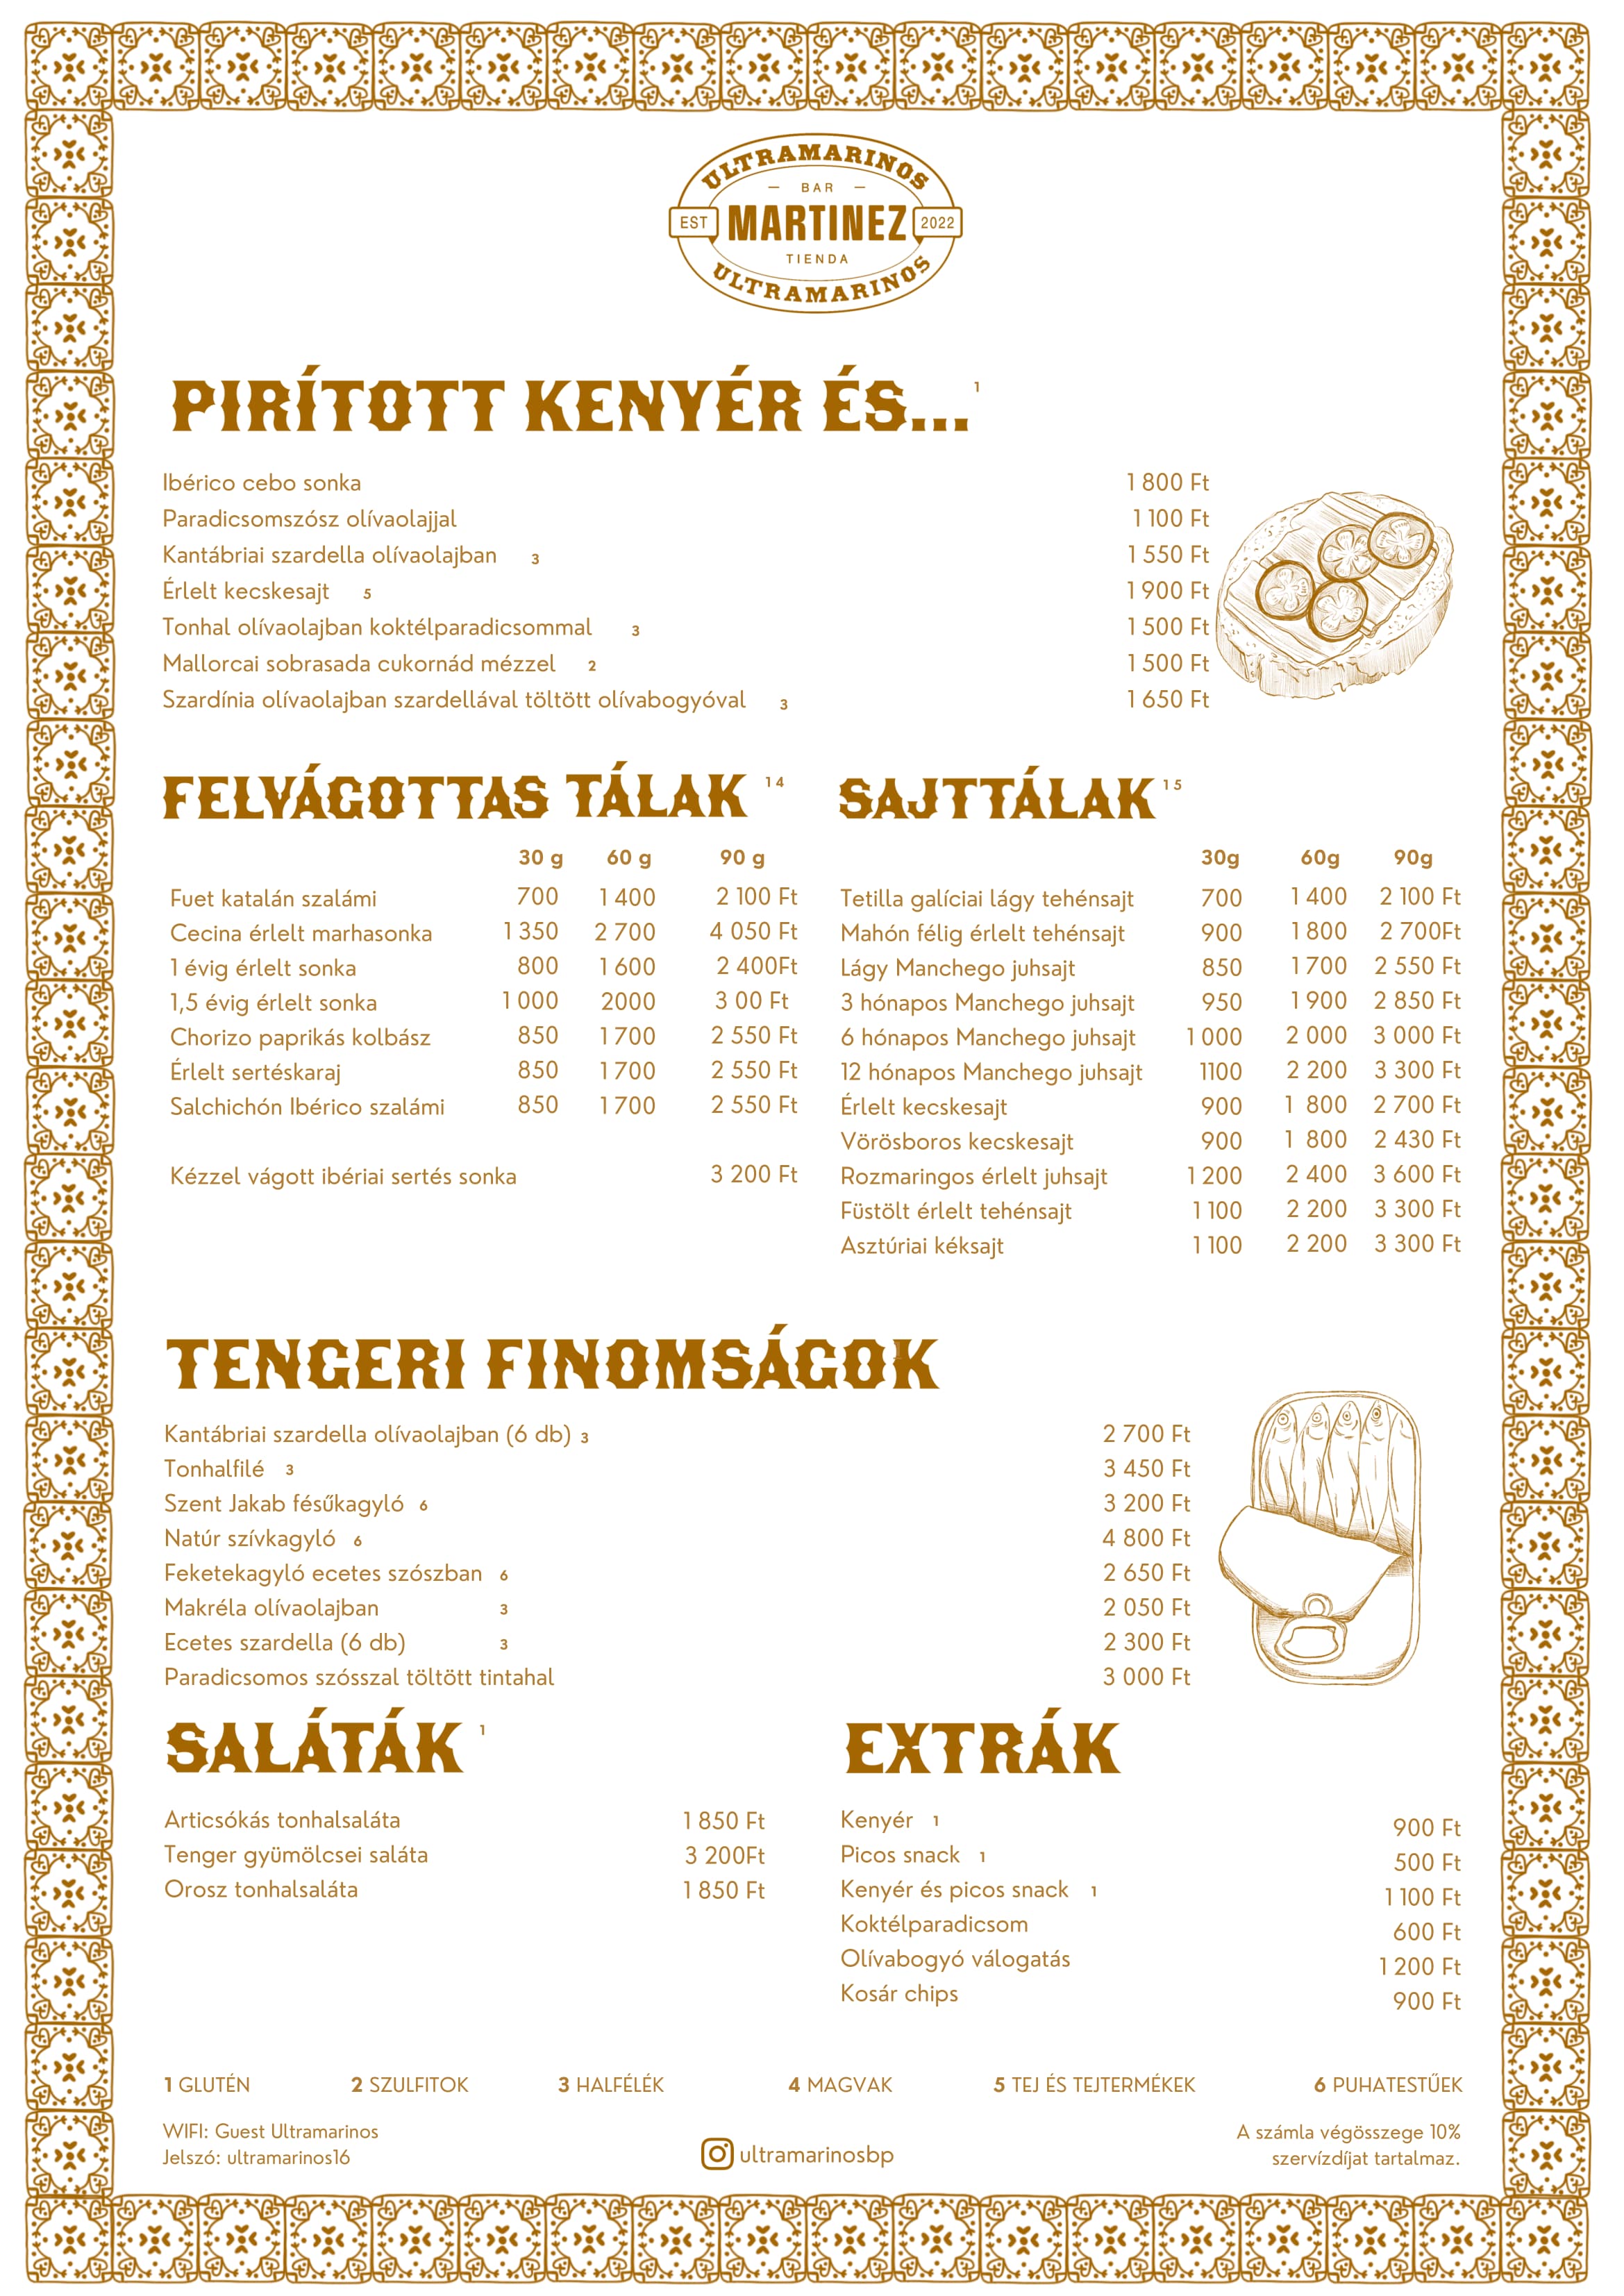 ULTRAMARINOS
BAR
EST MARTINEZ 2022
TIENDA
ULTRAMARINOS
PIRÍTOTT KENYÉR ÉS... 1
Ibérico cebo sonka 1 800 Ft
Paradicsomszósz olívaolajjal 1 100 Ft
Kantábriai szardella olívaolajban 3 1 550 Ft
Érlelt kecskesajt 5 1 900 Ft
Tonhal olívaolajban koktélparadicsommal 3 1 500 Ft
Mallorcai sobrasada cukornád mézzel 2 1 500 Ft
Szardínia olívaolajban szardellával töltött olívabogyóval 3 1 650 Ft
FELVÁGOTTAS TÁLAK 1 4
30 g 60 g 90 g
Fuet katalán szalámi 700 1 400 2 100 Ft
Cecina érlelt marhasonka 1 350 2 700 4 050 Ft
1 évig érlelt sonka 800 1 600 2 400Ft
1,5 évig érlelt sonka 1 000 2000 3 00 Ft
Chorizo paprikás kolbász 850 1 700 2 550 Ft
Érlelt sertéskaraj 850 1 700 2 550 Ft
Salchichón Ibérico szalámi 850 1 700 2 550 Ft
Kézzel vágott ibériai sertés sonka 3 200 Ft
SAJTTÁLAK 1 5
30g 60g 90g
Tetilla galíciai lágy tehénsajt 700 1 400 2 100 Ft
Mahón félig érlelt tehénsajt 900 1 800 2 700Ft
Lágy Manchego juhsajt 850 1 700 2 550 Ft
3 hónapos Manchego juhsajt 950 1 900 2 850 Ft
6 hónapos Manchego juhsajt 1 000 2 000 3 000 Ft
12 hónapos Manchego juhsajt 1100 2 200 3 300 Ft
Érlelt kecskesajt 900 1 800 2 700 Ft
Vörösboros kecskesajt 900 1 800 2 430 Ft
Rozmaringos érlelt juhsajt 1 200 2 400 3 600 Ft
Füstölt érlelt tehénsajt 1 100 2 200 3 300 Ft
Asztúriai kéksajt 1 100 2 200 3 300 Ft
TENGERI FINOMSÁGOK
Kantábriai szardella olívaolajban (6 db) 3 2 700 Ft
Tonhalfilé 3 3 450 Ft
Szent Jakab fésűkagyló 6 3 200 Ft
Natúr szívkagyló 6 4 800 Ft
Feketekagyló ecetes szószban 6 2 650 Ft
Makréla olívaolajban 3 2 050 Ft
Ecetes szardella (6 db) 3 2 300 Ft
Paradicsomos szósszal töltött tintahal 3 000 Ft
SALÁTÁK 1
Articsókás tonhalsaláta 1 850 Ft
Tenger gyümölcsei saláta 3 200Ft
Orosz tonhalsaláta 1 850 Ft
EXTRÁK
Kenyér 1 900 Ft
Picos snack 1 500 Ft
Kenyér és picos snack 1 1 100 Ft
Koktélparadicsom 600 Ft
Olívabogyó válogatás 1 200 Ft
Kosár chips 900 Ft
1 GLUTÉN 2 SZULFITOK 3 HALFÉLÉK 4 MAGVAK 5 TEJ ÉS TEJTERMÉKEK 6 PUHATESTŰEK
WIFI: Guest Ultramarinos
Jelszó: ultramarinos16
ultramarinosbp
A számla végösszege 10%
szervízdíjat tartalmaz.